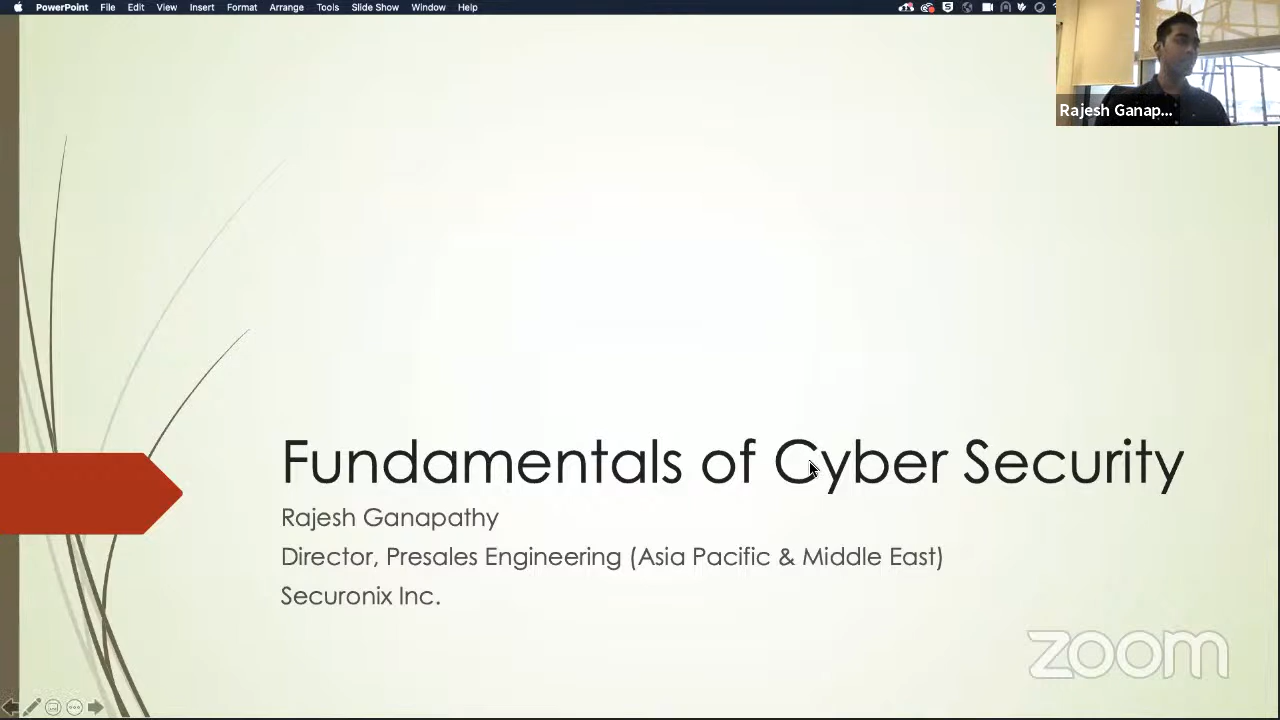 PowerPoint File Edit View Insert Format Arrange Tools Slide Show Window Help
Rajesh Ganap...
Fundamentals of Cyber Security
Rajesh Ganapathy
Director, Presales Engineering (Asia Pacific & Middle East)
Securonix Inc.
zoom